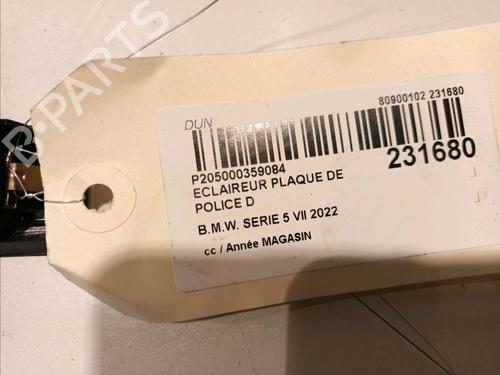 DUN
80900102 231680
P205000359084
231680
ECLAIREUR PLAQUE DE
POLICE D
B.M.W. SERIE 5 VII 2022
cc / Année MAGASIN
B-PARTS